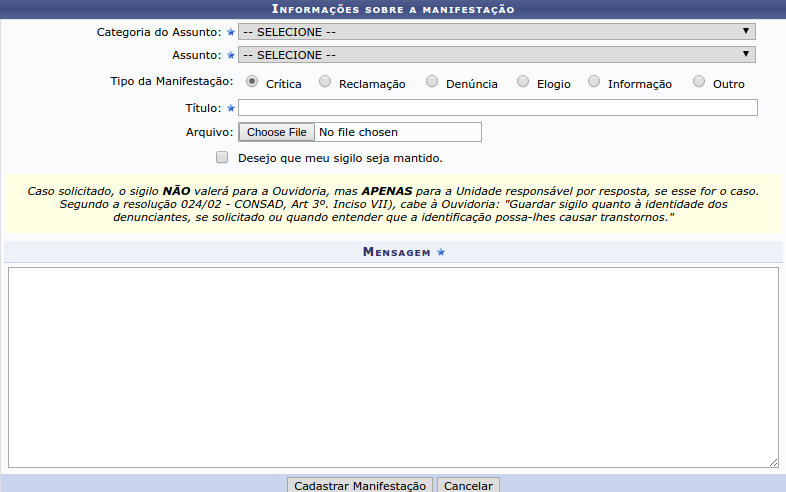 Informações sobre a manifestação
Categoria do Assunto: -- SELECIONE --
Assunto: -- SELECIONE --
Tipo da Manifestação: Crítica Reclamação Denúncia Elogio Informação Outro
Título:
Arquivo: Choose File No file chosen
Desejo que meu sigilo seja mantido.
Caso solicitado, o sigilo NÃO valerá para a Ouvidoria, mas APENAS para a Unidade responsável por resposta, se esse for o caso.
Segundo a resolução 024/02 - CONSAD, Art 3º. Inciso VII), cabe à Ouvidoria: "Guardar sigilo quanto à identidade dos
denunciantes, se solicitado ou quando entender que a identificação possa-lhes causar transtornos."
Mensagem
Cadastrar Manifestação Cancelar